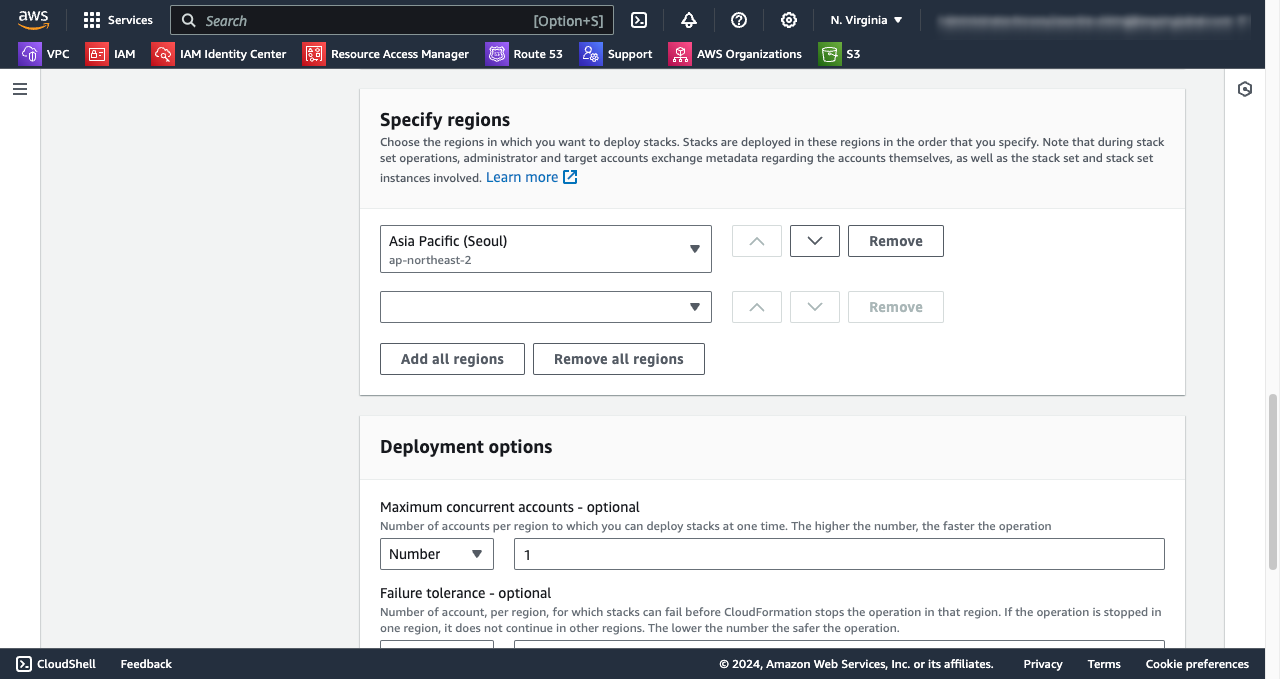 aws
Services
Search
[Option+S]
N. Virginia
VPC
IAM
IAM Identity Center
Resource Access Manager
Route 53
Support
AWS Organizations
S3
Specify regions
Choose the regions in which you want to deploy stacks. Stacks are deployed in these regions in the order that you specify. Note that during stack
set operations, administrator and target accounts exchange metadata regarding the accounts themselves, as well as the stack set and stack set
instances involved. Learn more
Asia Pacific (Seoul)
ap-northeast-2
Remove
Remove
Add all regions
Remove all regions
Deployment options
Maximum concurrent accounts - optional
Number of accounts per region to which you can deploy stacks at one time. The higher the number, the faster the operation
Number
1
Failure tolerance - optional
Number of account, per region, for which stacks can fail before CloudFormation stops the operation in that region. If the operation is stopped in
one region, it does not continue in other regions. The lower the number the safer the operation.
CloudShell
Feedback
© 2024, Amazon Web Services, Inc. or its affiliates.
Privacy
Terms
Cookie preferences